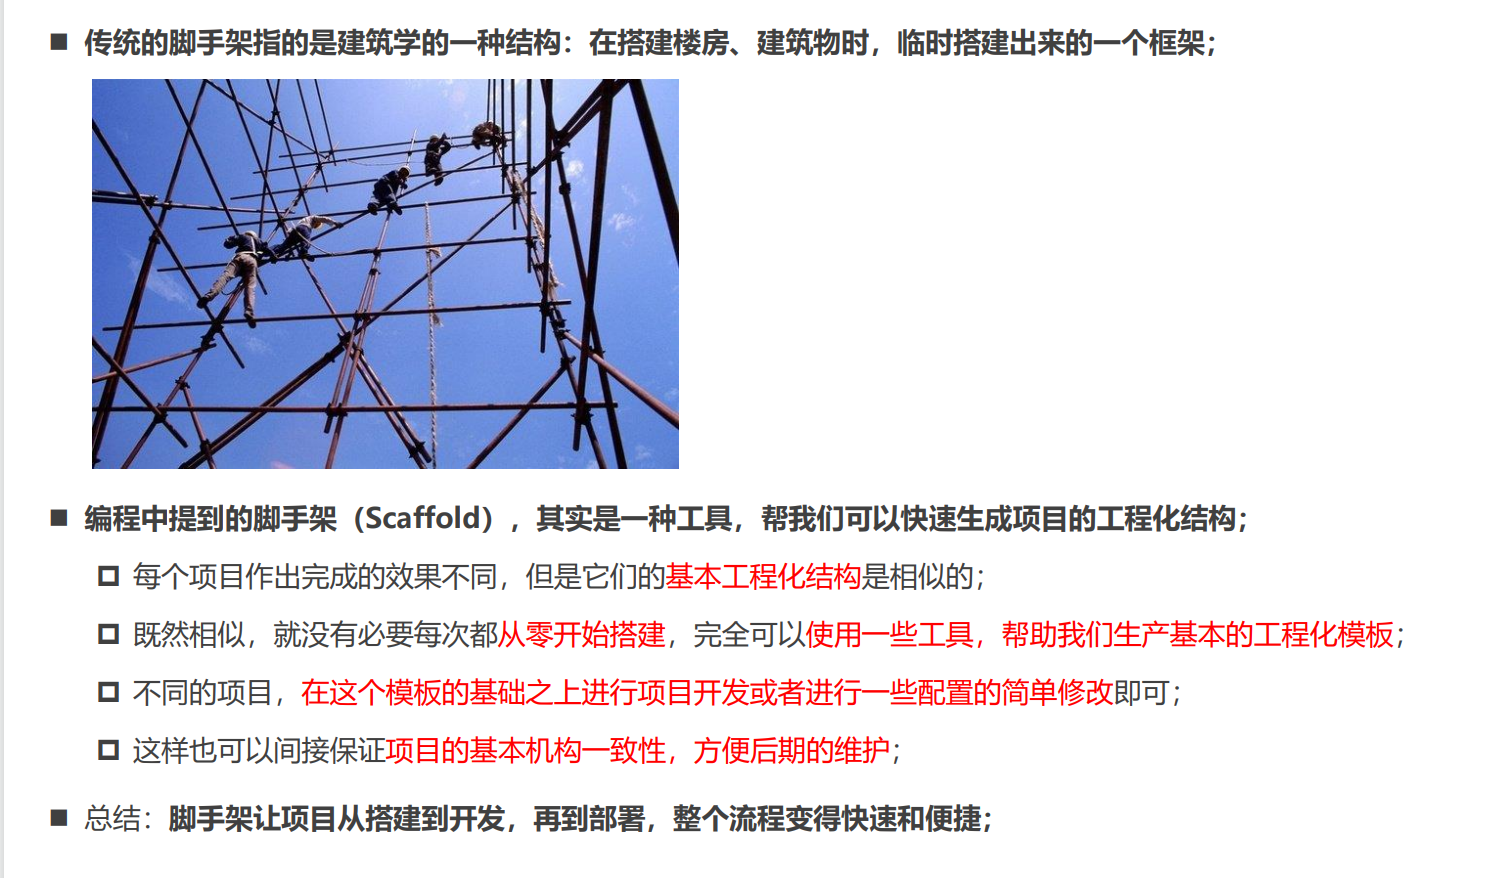 ■ 传统的脚手架指的是建筑学的一种结构：在搭建楼房、建筑物时，临时搭建出来的一个框架；
■ 编程中提到的脚手架（Scaffold），其实是一种工具，帮我们可以快速生成项目的工程化结构；
每个项目作出完成的效果不同，但是它们的基本工程化结构是相似的；
既然相似，就没有必要每次都从零开始搭建，完全可以使用一些工具，帮助我们生产基本的工程化模板；
不同的项目，在这个模板的基础之上进行项目开发或者进行一些配置的简单修改即可；
这样也可以间接保证项目的基本机构一致性，方便后期的维护；
■ 总结：脚手架让项目从搭建到开发，再到部署，整个流程变得快速和便捷；